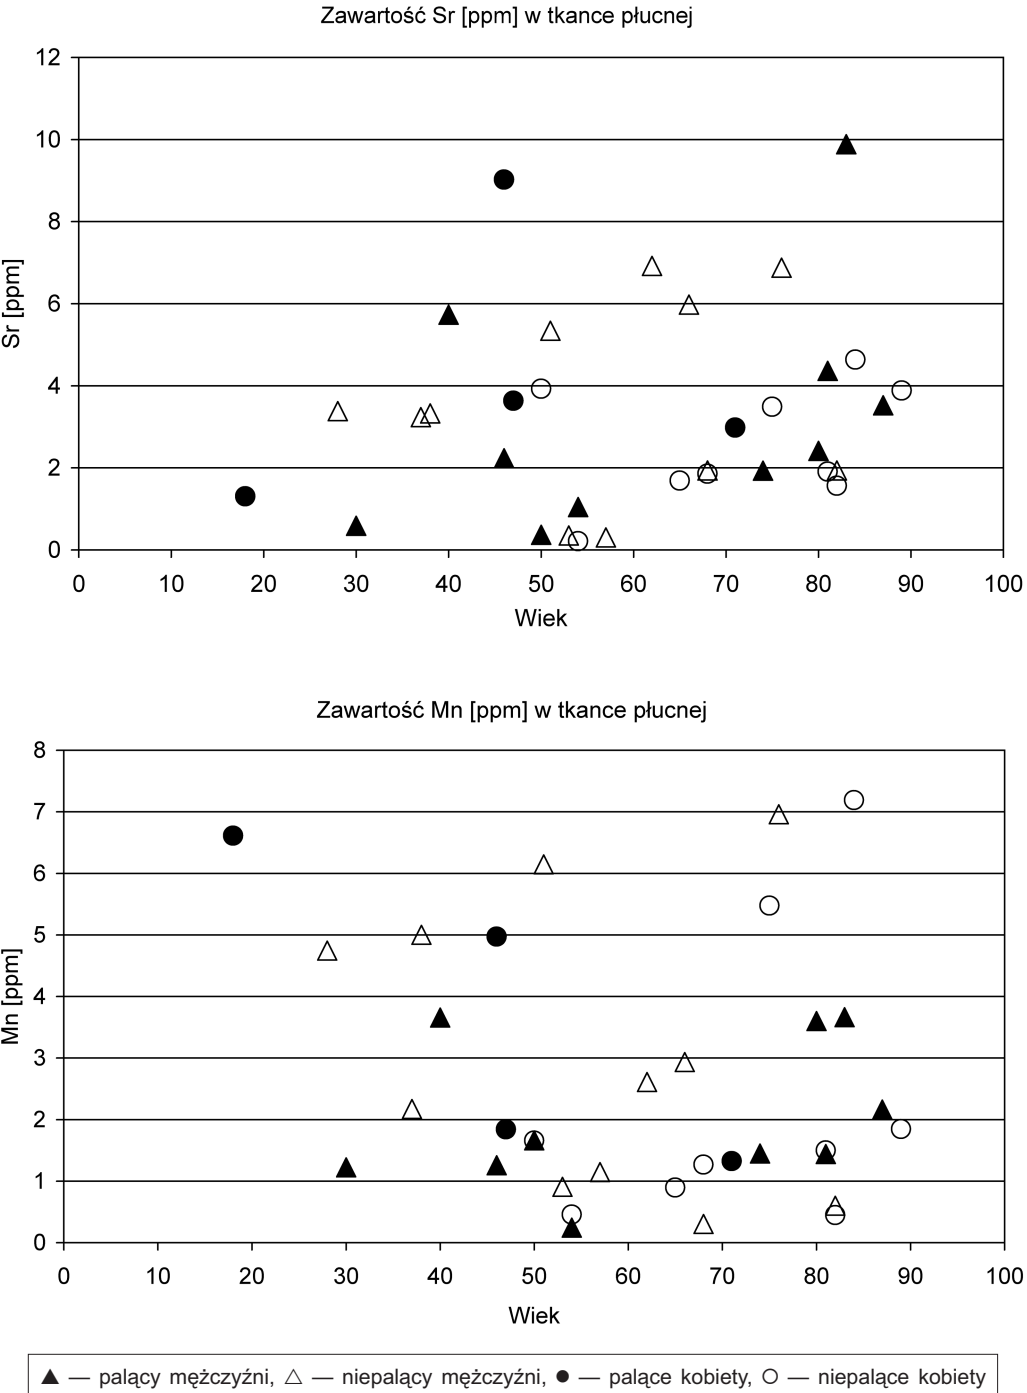 Zawartość Sr [ppm] w tkance płucnej
12
10
8
6
4
2
0
Sr [ppm]
0 10 20 30 40 50 60 70 80 90 100
Wiek
Zawartość Mn [ppm] w tkance płucnej
8
7
6
5
4
3
2
1
0
Mn [ppm]
0 10 20 30 40 50 60 70 80 90 100
Wiek
▲ — palący mężczyźni, △ — niepalący mężczyźni, ● — palące kobiety, ○ — niepalące kobiety